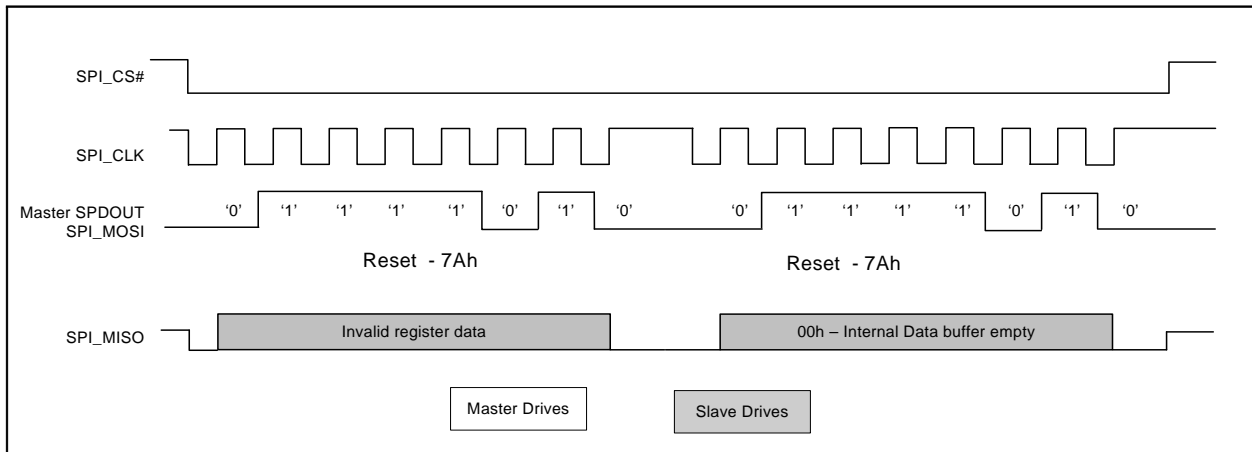 SPI_CS#
SPI_CLK
Master SPDOUT
SPI_MOSI
‘0’ ‘1’ ‘1’ ‘1’ ‘1’ ‘0’ ‘1’ ‘0’ ‘0’ ‘1’ ‘1’ ‘1’ ‘1’ ‘0’ ‘1’ ‘0’
Reset - 7Ah Reset - 7Ah
SPI_MISO
Invalid register data 00h – Internal Data buffer empty
Master Drives Slave Drives